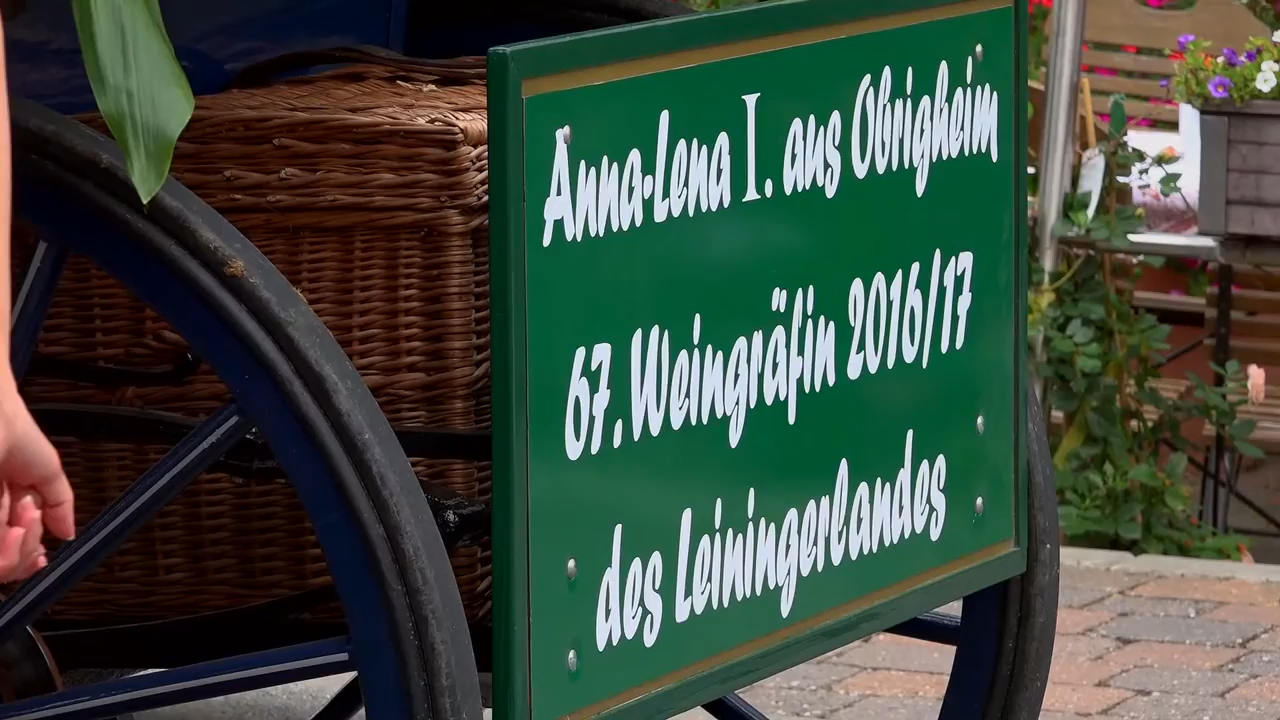 Anna-Lena I. aus Obrigheim
67. Weingräfin 2016/17
des Leiningerlandes